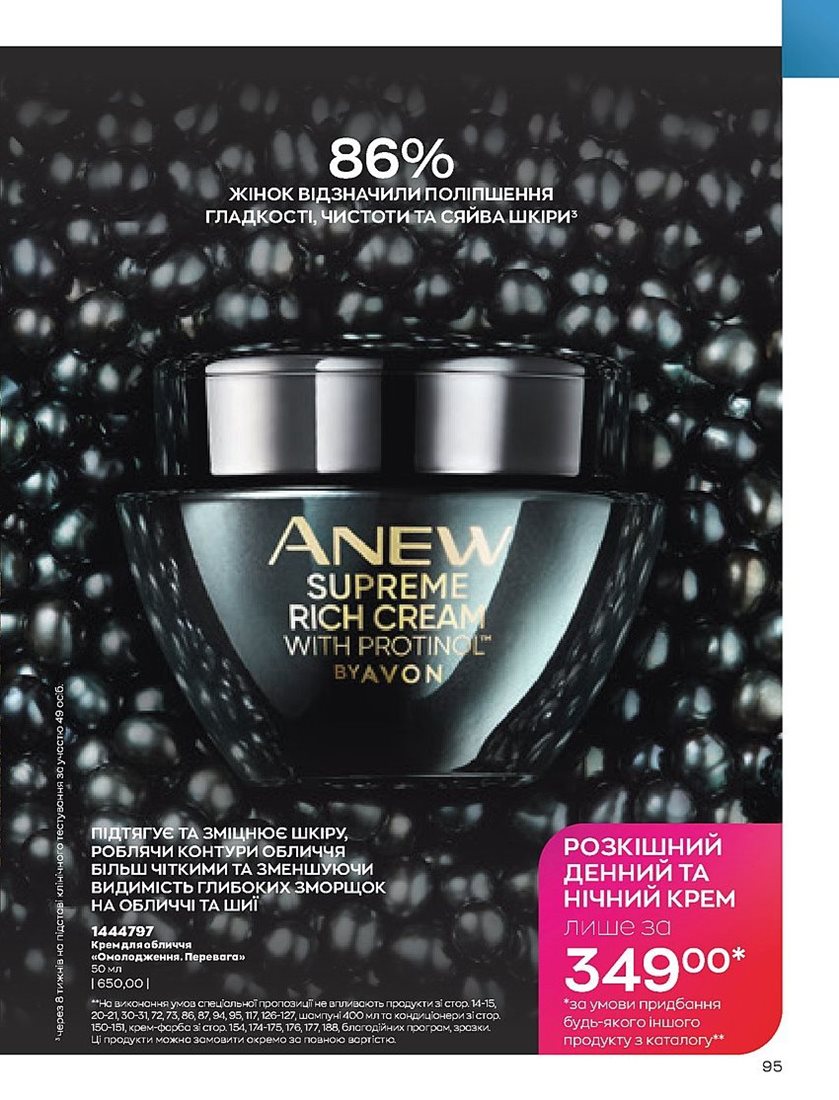 86%
ЖІНОК ВІДЗНАЧИЛИ ПОЛІПШЕННЯ
ГЛАДКОСТІ, ЧИСТОТИ ТА СЯЙВА ШКІРИ³
ANEW
SUPREME
RICH CREAM
WITH PROTINOL™
BY AVON
³через 8 тижнів на підставі клінічного тестування за участю 49 осіб.
ПІДТЯГУЄ ТА ЗМІЦНЮЄ ШКІРУ,
РОБЛЯЧИ КОНТУРИ ОБЛИЧЧЯ
БІЛЬШ ЧІТКИМИ ТА ЗМЕНШУЮЧИ
ВИДИМІСТЬ ГЛИБОКИХ ЗМОРЩОК
НА ОБЛИЧЧІ ТА ШИЇ
1444797
Крем для обличчя
«Омолодження. Перевага»
50 мл
| 650,00 |
**На виконання умов спеціальної пропозиції не впливають продукти зі стор. 14-15,
20-21, 30-31, 72, 73, 86, 87, 94, 95, 117, 126-127, шампуні 400 мл та кондиціонери зі стор.
150-151, крем-фарба зі стор. 154, 174-175, 176, 177, 188, благодійних програм, зразки.
Ці продукти можна замовити окремо за повною вартістю.
РОЗКІШНИЙ
ДЕННИЙ ТА
НІЧНИЙ КРЕМ
лише за
349⁰⁰*
*за умови придбання
будь-якого іншого
продукту з каталогу**
95